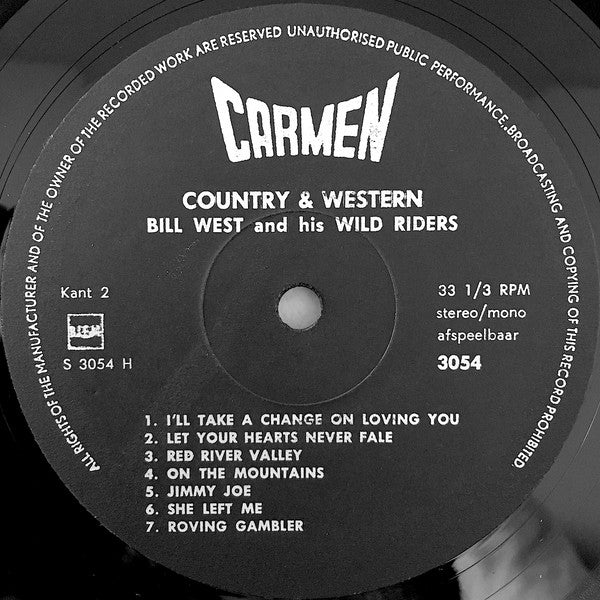 ALL RIGHTS OF THE MANUFACTURER AND OF THE OWNER OF THE RECORDED WORK ARE RESERVED UNAUTHORISED PUBLIC PERFORMANCE, BROADCASTING AND COPYING OF THIS RECORD PROHIBITED.
CARMEN
COUNTRY & WESTERN
BILL WEST and his WILD RIDERS
Kant 2
33 1/3 RPM
stereo/mono
BIEM
afspeelbaar
S 3054 H
3054
1. I'LL TAKE A CHANGE ON LOVING YOU
2. LET YOUR HEARTS NEVER FALE
3. RED RIVER VALLEY
4. ON THE MOUNTAINS
5. JIMMY JOE
6. SHE LEFT ME
7. ROVING GAMBLER